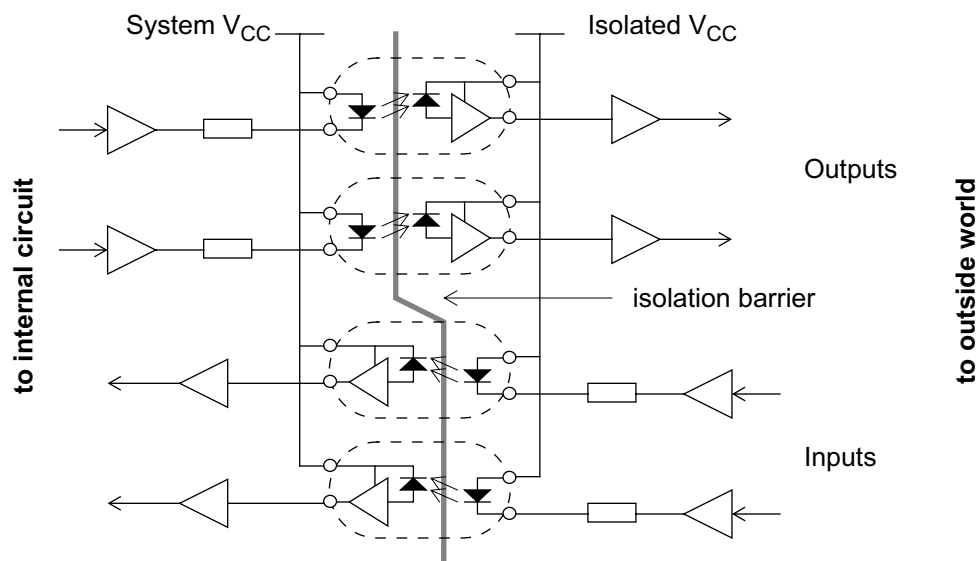 System VCC
Isolated VCC
to internal circuit
Outputs
isolation barrier
to outside world
Inputs